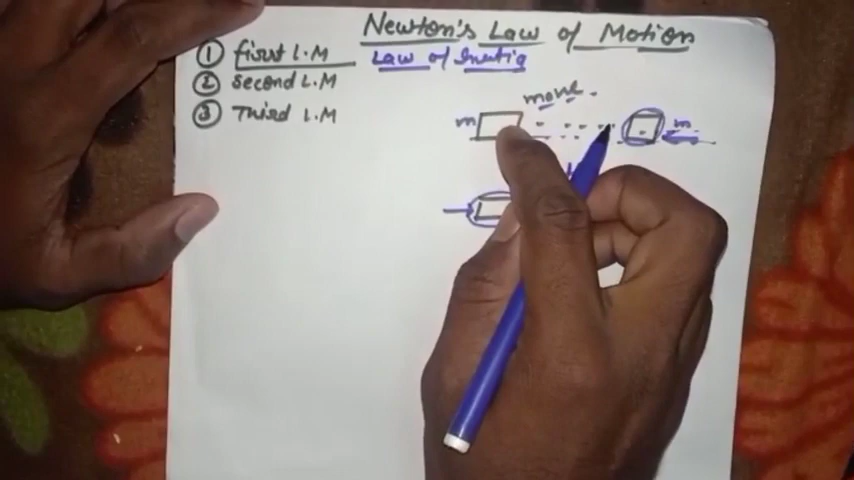 Newton's Law of Motion
① first L.M Law of Inertia
② Second L.M
③ Third L.M
move.
m
m